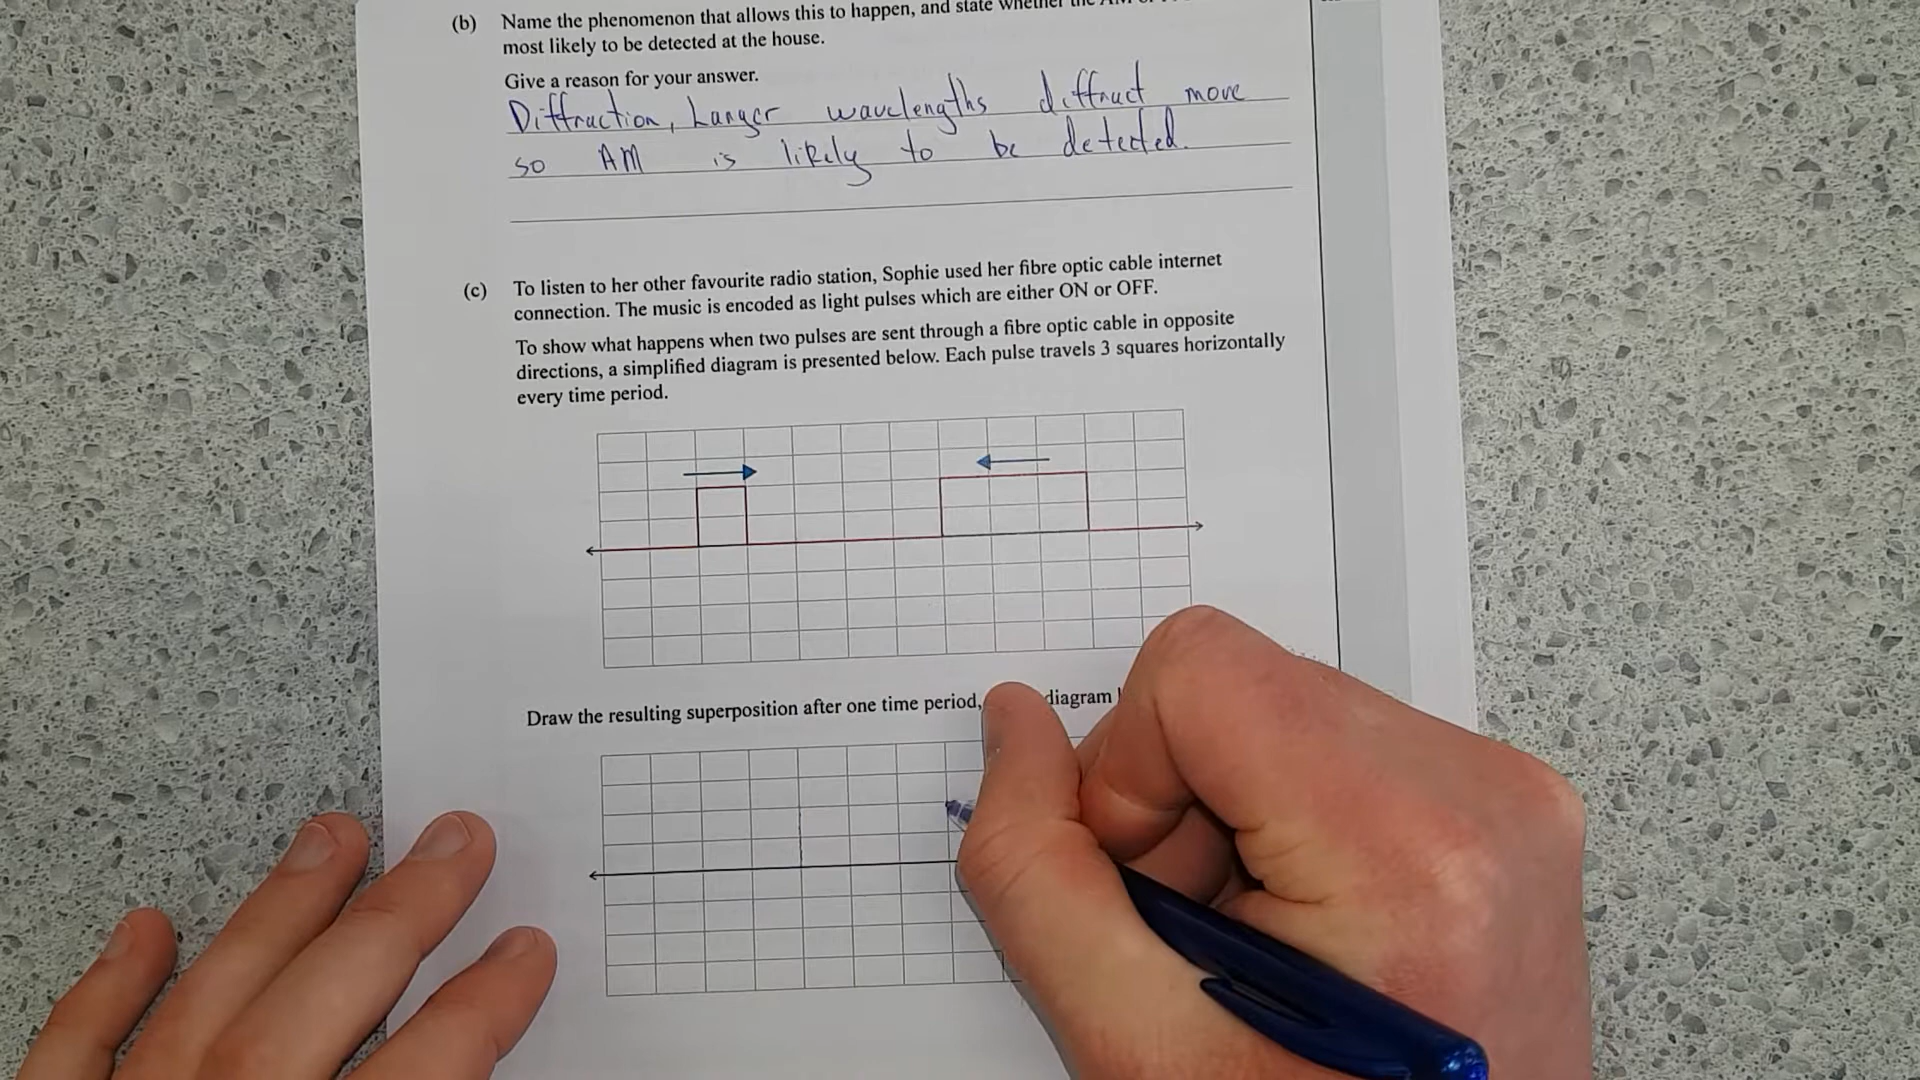 (b) Name the phenomenon that allows this to happen, and state whether the AM
most likely to be detected at the house.
Give a reason for your answer.
Diffraction, Longer wavelengths diffract more
so AM is likely to be detected.
(c) To listen to her other favourite radio station, Sophie used her fibre optic cable internet
connection. The music is encoded as light pulses which are either ON or OFF.
To show what happens when two pulses are sent through a fibre optic cable in opposite
directions, a simplified diagram is presented below. Each pulse travels 3 squares horizontally
every time period.
Draw the resulting superposition after one time period, diagram